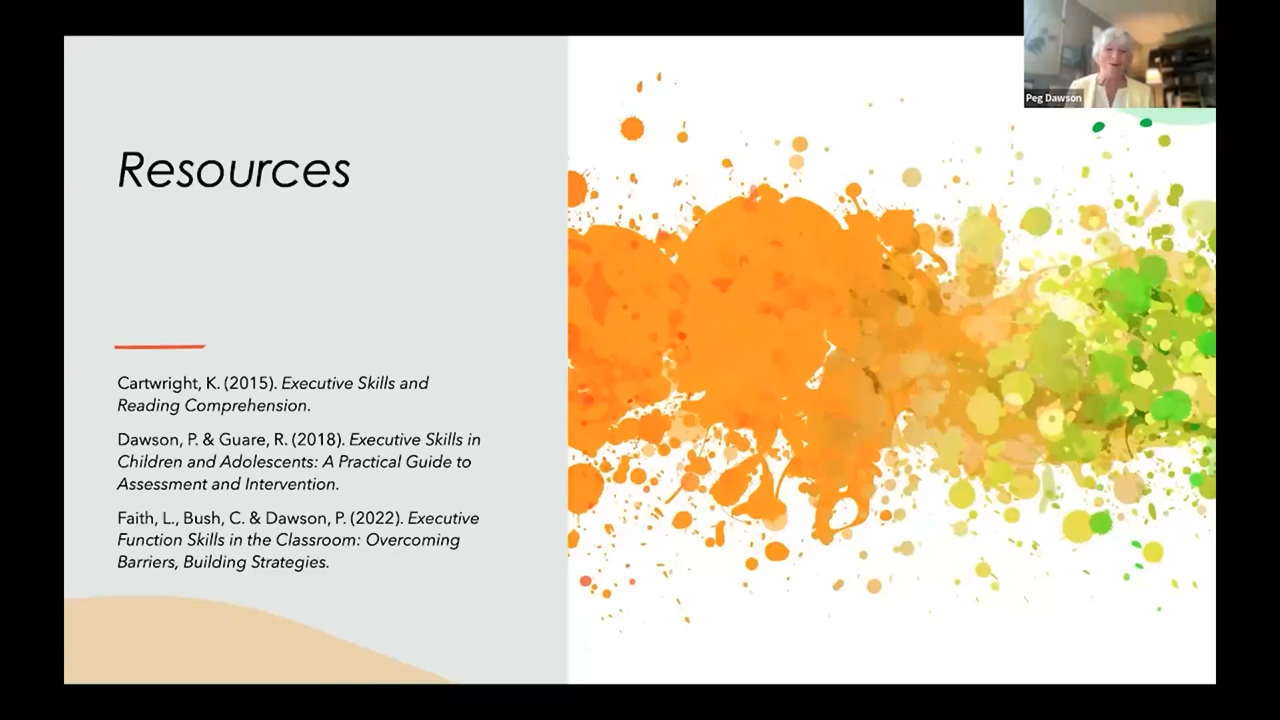 Peg Dawson
Resources
Cartwright, K. (2015). Executive Skills and
Reading Comprehension.
Dawson, P. & Guare, R. (2018). Executive Skills in
Children and Adolescents: A Practical Guide to
Assessment and Intervention.
Faith, L., Bush, C. & Dawson, P. (2022). Executive
Function Skills in the Classroom: Overcoming
Barriers, Building Strategies.